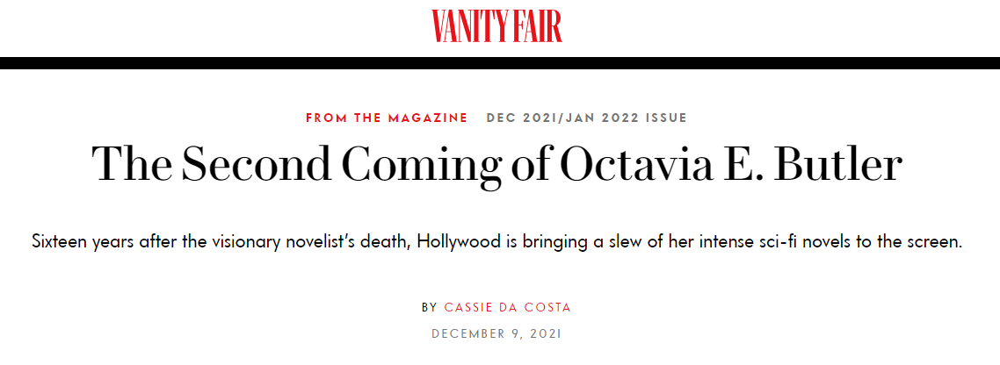 VANITY FAIR
FROM THE MAGAZINE DEC 2021/JAN 2022 ISSUE
The Second Coming of Octavia E. Butler
Sixteen years after the visionary novelist's death, Hollywood is bringing a slew of her intense sci-fi novels to the screen.
BY CASSIE DA COSTA
DECEMBER 9, 2021